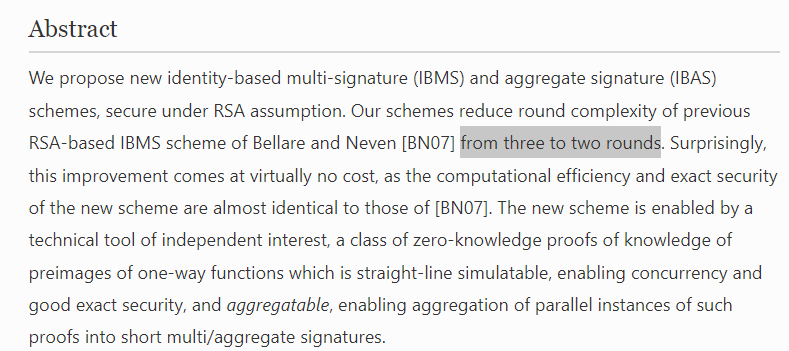 Abstract
We propose new identity-based multi-signature (IBMS) and aggregate signature (IBAS)
schemes, secure under RSA assumption. Our schemes reduce round complexity of previous
RSA-based IBMS scheme of Bellare and Neven [BN07] from three to two rounds. Surprisingly,
this improvement comes at virtually no cost, as the computational efficiency and exact security
of the new scheme are almost identical to those of [BN07]. The new scheme is enabled by a
technical tool of independent interest, a class of zero-knowledge proofs of knowledge of
preimages of one-way functions which is straight-line simulatable, enabling concurrency and
good exact security, and aggregatable, enabling aggregation of parallel instances of such
proofs into short multi/aggregate signatures.